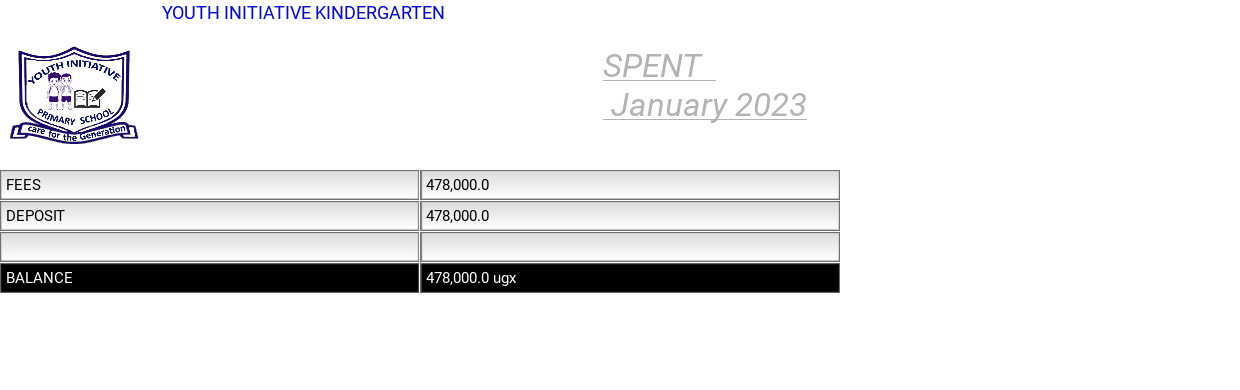 YOUTH INITIATIVE KINDERGARTEN
YOUTH INITIATIVE
PRIMARY SCHOOL
care for the Generation
SPENT
January 2023
FEES 478,000.0
DEPOSIT 478,000.0
BALANCE 478,000.0 ugx